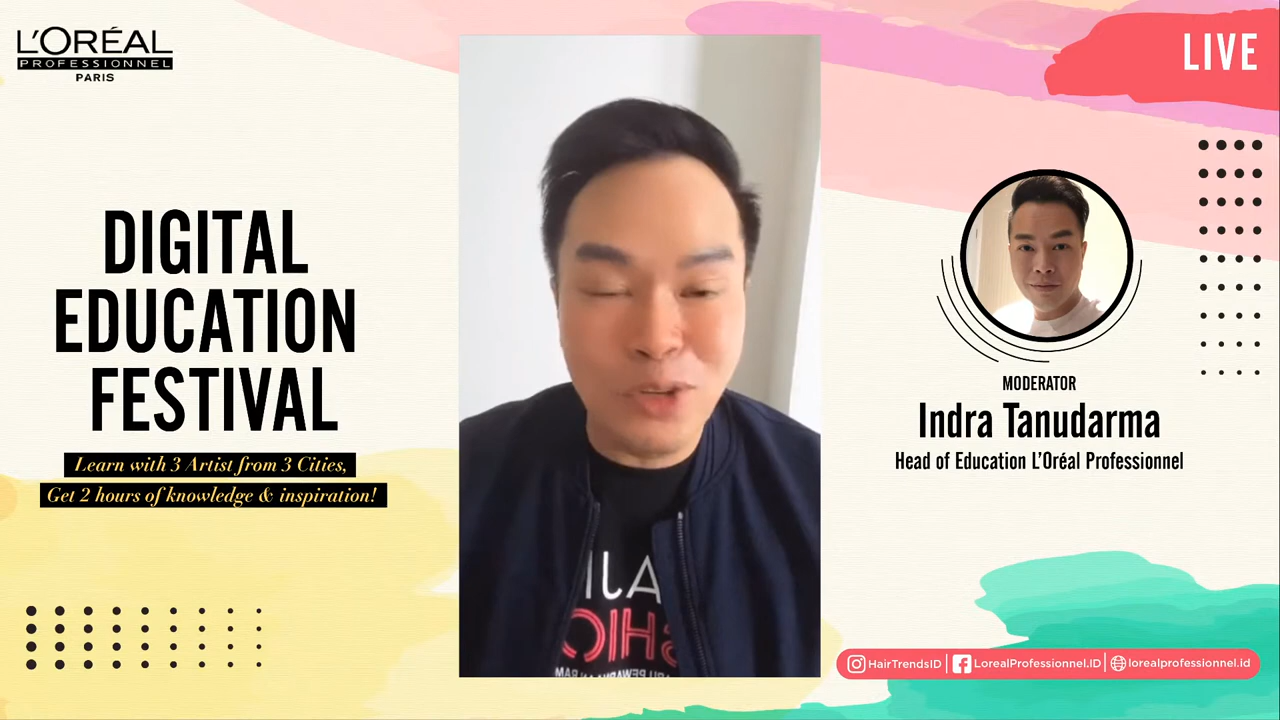 L'ORÉAL
PROFESSIONNEL
PARIS
LIVE
DIGITAL
EDUCATION
FESTIVAL
Learn with 3 Artist from 3 Cities,
Get 2 hours of knowledge & inspiration!
MODERATOR
Indra Tanudarma
Head of Education L'Oréal Professionnel
HairTrendsID | LorealProfessionnel.ID | lorealprofessionnel.id